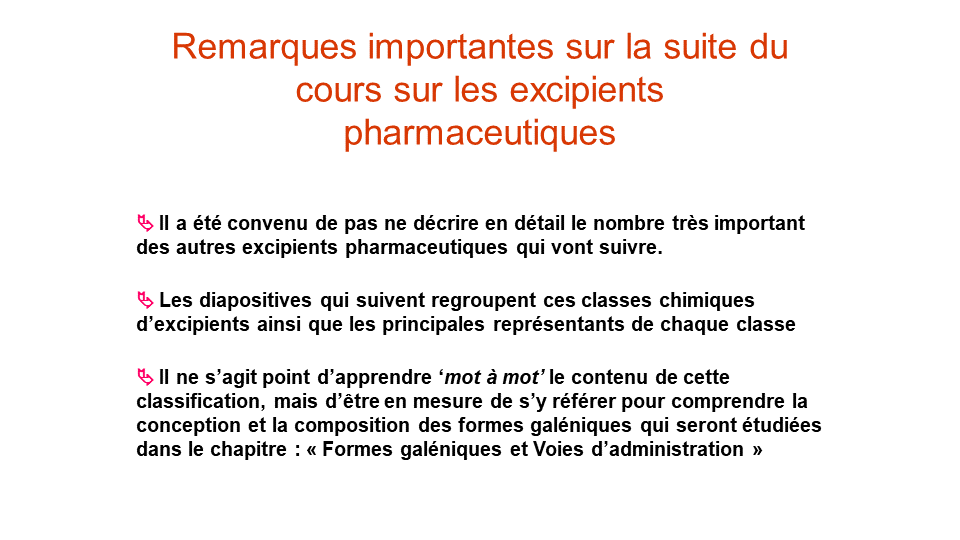 Remarques importantes sur la suite du
cours sur les excipients
pharmaceutiques
Il a été convenu de pas ne décrire en détail le nombre très important
des autres excipients pharmaceutiques qui vont suivre.
Les diapositives qui suivent regroupent ces classes chimiques
d’excipients ainsi que les principales représentants de chaque classe
Il ne s’agit point d’apprendre ‘mot à mot’ le contenu de cette
classification, mais d’être en mesure de s’y référer pour comprendre la
conception et la composition des formes galéniques qui seront étudiées
dans le chapitre : « Formes galéniques et Voies d’administration »